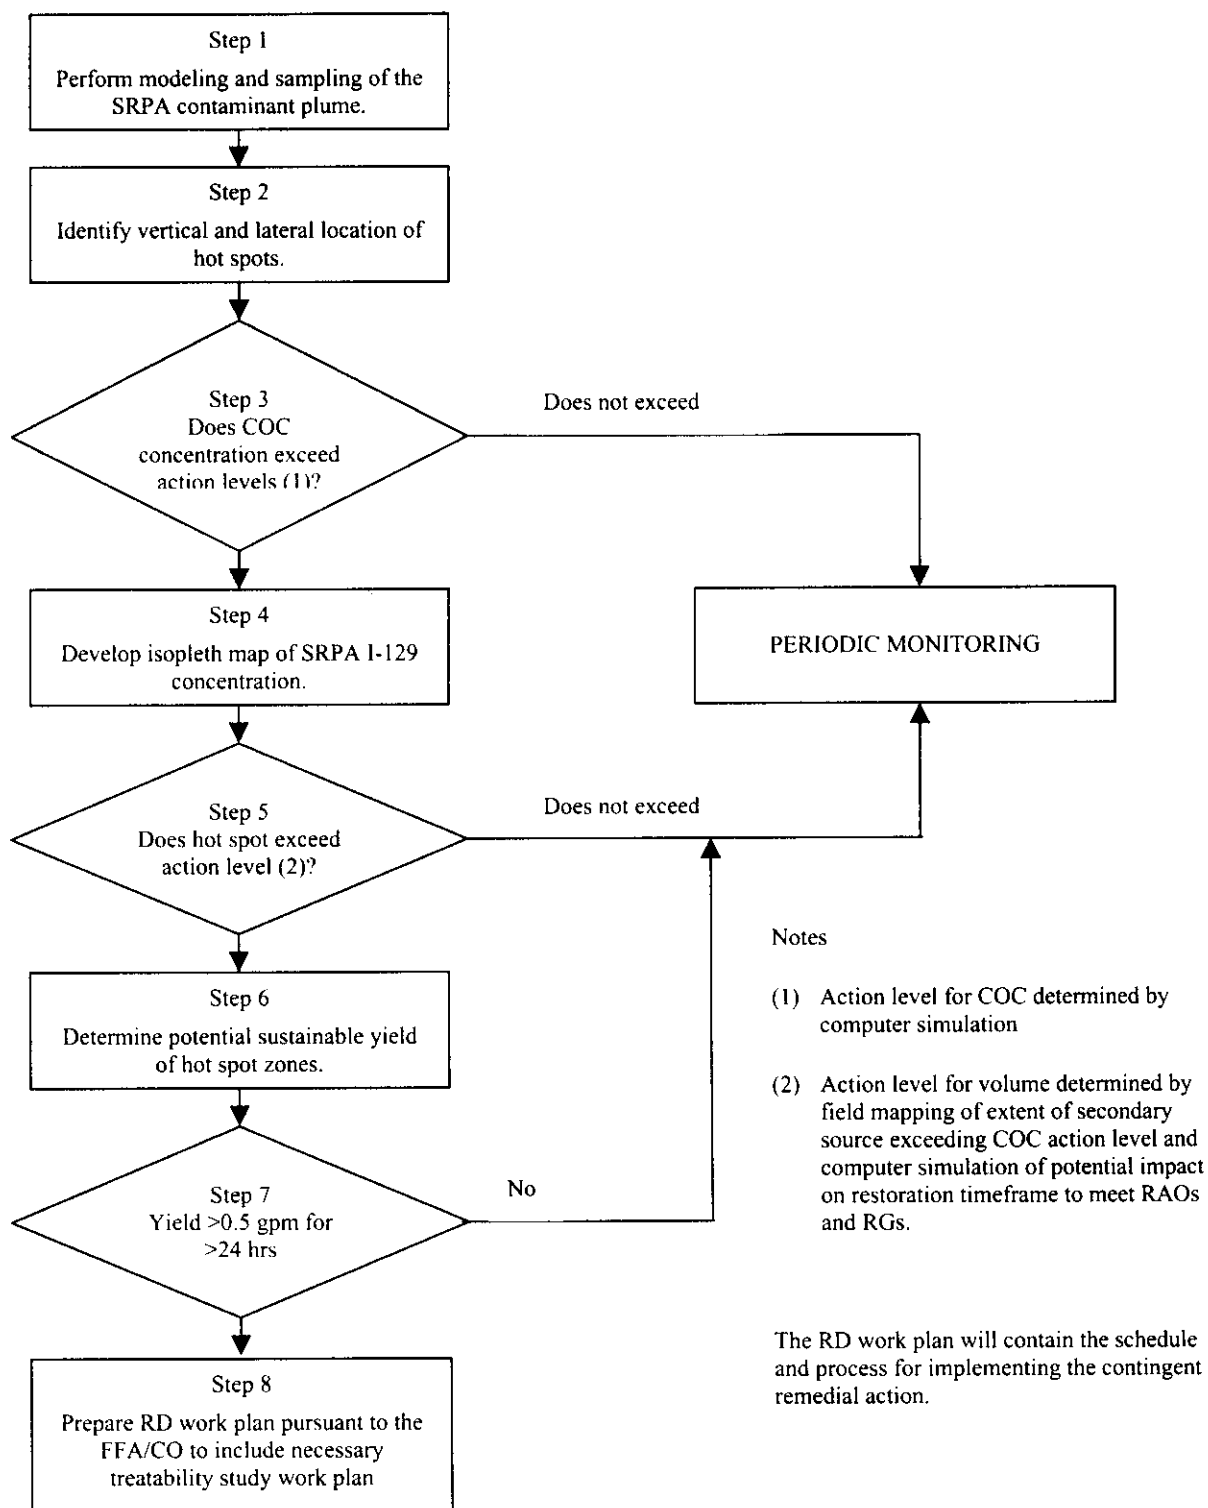 Step 1
Perform modeling and sampling of the
SRPA contaminant plume.
Step 2
Identify vertical and lateral location of
hot spots.
Step 3
Does COC
concentration exceed
action levels (1)?
Does not exceed
Step 4
Develop isopleth map of SRPA I-129
concentration.
PERIODIC MONITORING
Step 5
Does hot spot exceed
action level (2)?
Does not exceed
Step 6
Determine potential sustainable yield
of hot spot zones.
Step 7
Yield >0.5 gpm for
>24 hrs
No
Step 8
Prepare RD work plan pursuant to the
FFA/CO to include necessary
treatability study work plan
Notes
(1) Action level for COC determined by
computer simulation
(2) Action level for volume determined by
field mapping of extent of secondary
source exceeding COC action level and
computer simulation of potential impact
on restoration timeframe to meet RAOs
and RGs.
The RD work plan will contain the schedule
and process for implementing the contingent
remedial action.